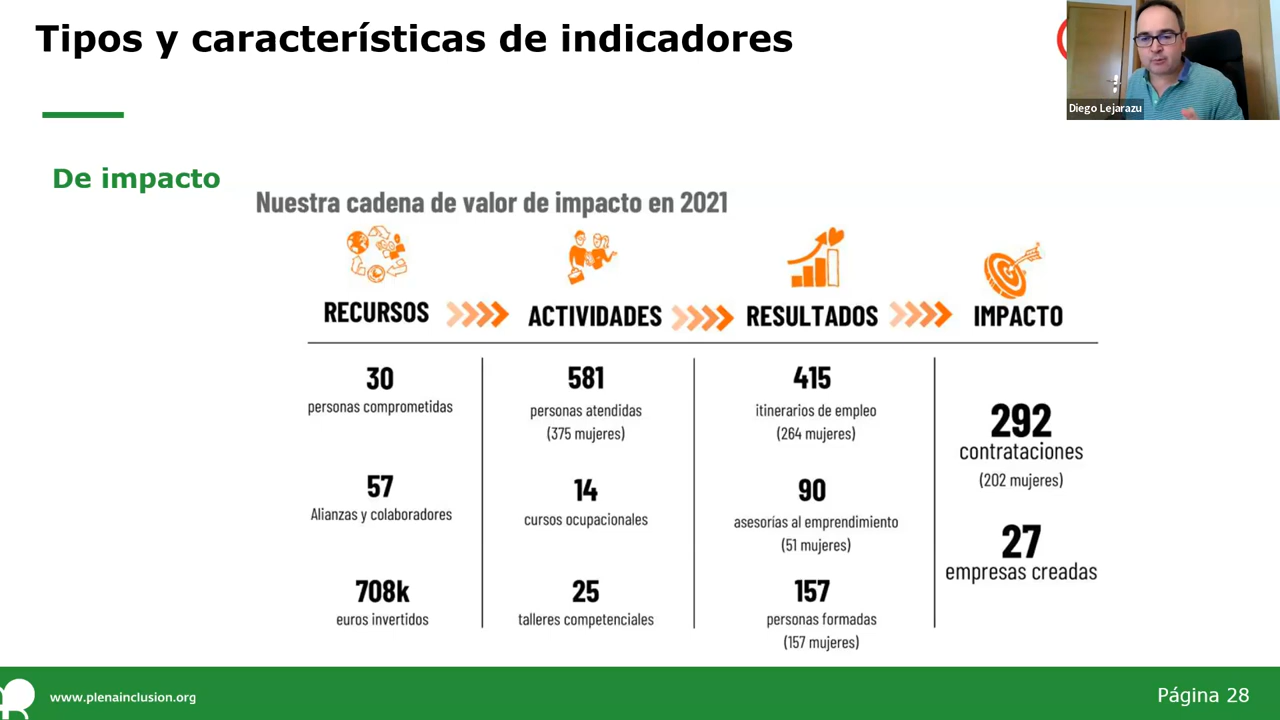 Tipos y características de indicadores
Diego Lejarazu
De impacto
Nuestra cadena de valor de impacto en 2021
RECURSOS
ACTIVIDADES
RESULTADOS
IMPACTO
30
personas comprometidas
57
Alianzas y colaboradores
708k
euros invertidos
581
personas atendidas
(375 mujeres)
14
cursos ocupacionales
25
talleres competenciales
415
itinerarios de empleo
(264 mujeres)
90
asesorías al emprendimiento
(51 mujeres)
157
personas formadas
(157 mujeres)
292
contrataciones
(202 mujeres)
27
empresas creadas
www.plenainclusion.org
Página 28